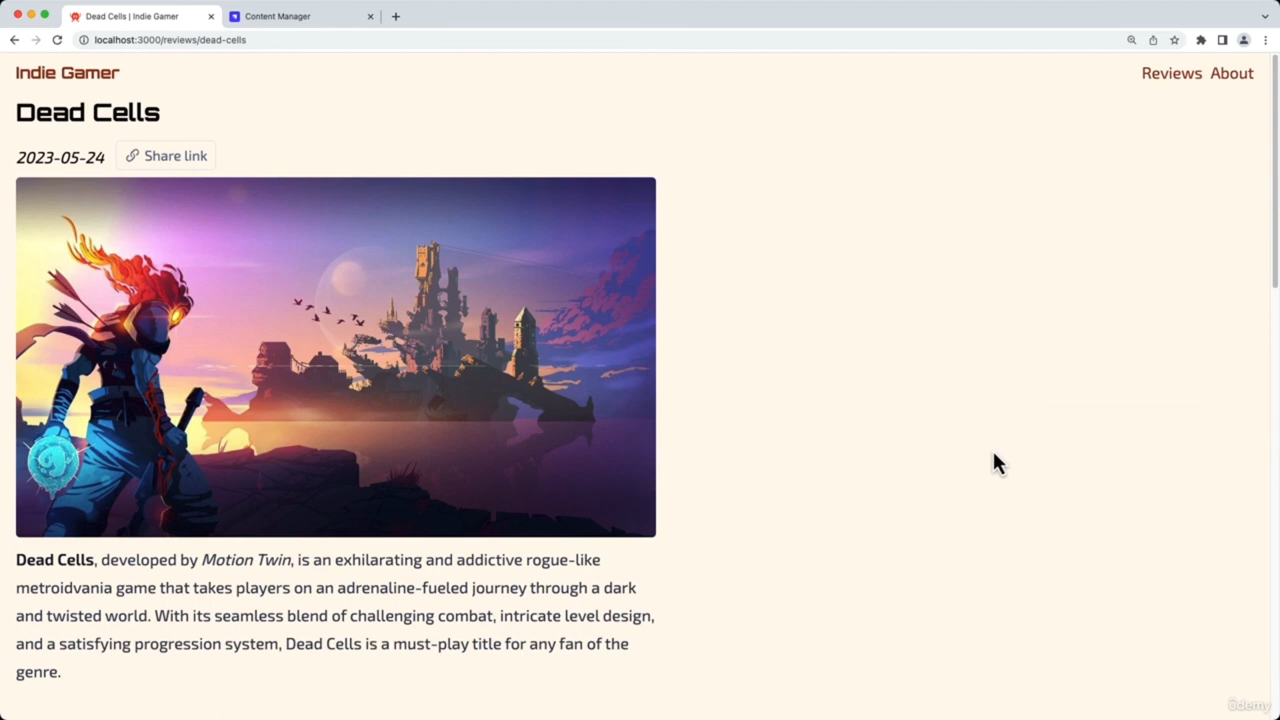 Dead Cells | Indie Gamer
Content Manager
localhost:3000/reviews/dead-cells
Indie Gamer
Reviews About
Dead Cells
2023-05-24
Share link
Dead Cells, developed by Motion Twin, is an exhilarating and addictive rogue-like
metroidvania game that takes players on an adrenaline-fueled journey through a dark
and twisted world. With its seamless blend of challenging combat, intricate level design,
and a satisfying progression system, Dead Cells is a must-play title for any fan of the
genre.
ûdemy